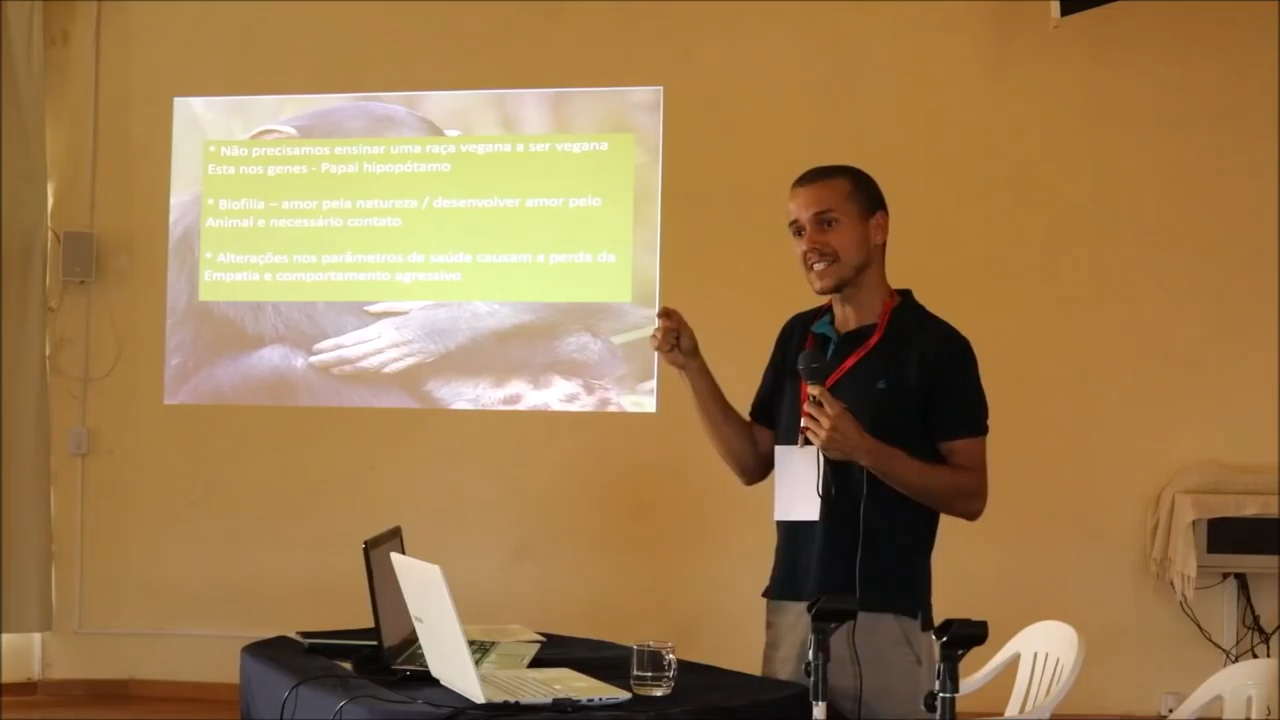 * Não precisamos ensinar uma raça vegana a ser vegana
Esta nos genes - Papai hipopótamo
* Biofilia – amor pela natureza / desenvolver amor pelo
Animal e necessário contato
* Alterações nos parâmetros de saúde causam a perda da
Empatia e comportamento agressivo